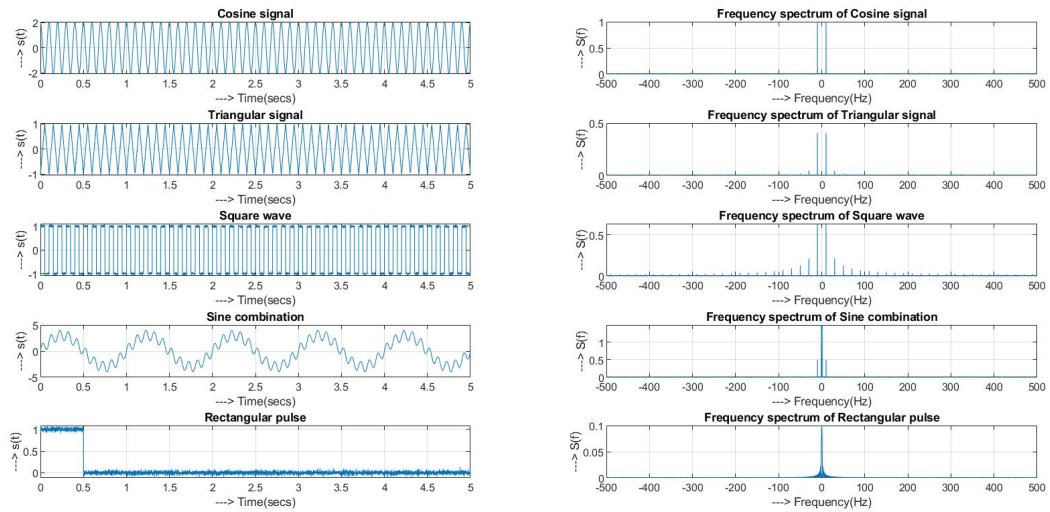 Cosine signal
2
0
-2
---> s(t)
0 0.5 1 1.5 2 2.5 3 3.5 4 4.5 5
---> Time(secs)
Frequency spectrum of Cosine signal
1
0.5
0
---> S(f)
-500 -400 -300 -200 -100 0 100 200 300 400 500
---> Frequency(Hz)
Triangular signal
1
0
-1
---> s(t)
0 0.5 1 1.5 2 2.5 3 3.5 4 4.5 5
---> Time(secs)
Frequency spectrum of Triangular signal
0.5
0
---> S(f)
-500 -400 -300 -200 -100 0 100 200 300 400 500
---> Frequency(Hz)
Square wave
1
0
-1
---> s(t)
0 0.5 1 1.5 2 2.5 3 3.5 4 4.5 5
---> Time(secs)
Frequency spectrum of Square wave
0.5
0
---> S(f)
-500 -400 -300 -200 -100 0 100 200 300 400 500
---> Frequency(Hz)
Sine combination
5
0
-5
---> s(t)
0 0.5 1 1.5 2 2.5 3 3.5 4 4.5 5
---> Time(secs)
Frequency spectrum of Sine combination
1
0.5
0
---> S(f)
-500 -400 -300 -200 -100 0 100 200 300 400 500
---> Frequency(Hz)
Rectangular pulse
1
0.5
0
---> s(t)
0 0.5 1 1.5 2 2.5 3 3.5 4 4.5 5
---> Time(secs)
Frequency spectrum of Rectangular pulse
0.1
0.05
0
---> S(f)
-500 -400 -300 -200 -100 0 100 200 300 400 500
---> Frequency(Hz)